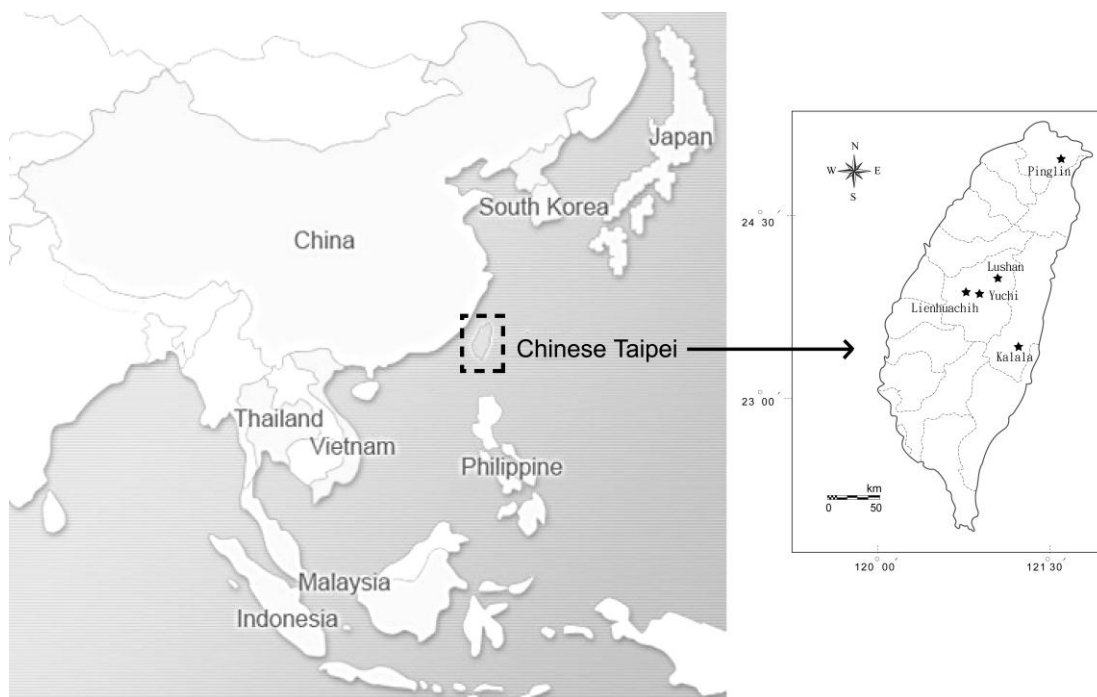 Japan
South Korea
China
Chinese Taipei
Thailand
Vietnam
Philippine
Malaysia
Indonesia
N
W E
S
Pinglin
24°30′
Lushan
Yuchi
Lienhuachih
Kalala
23°00′
km
0 50
120°00′
121°30′